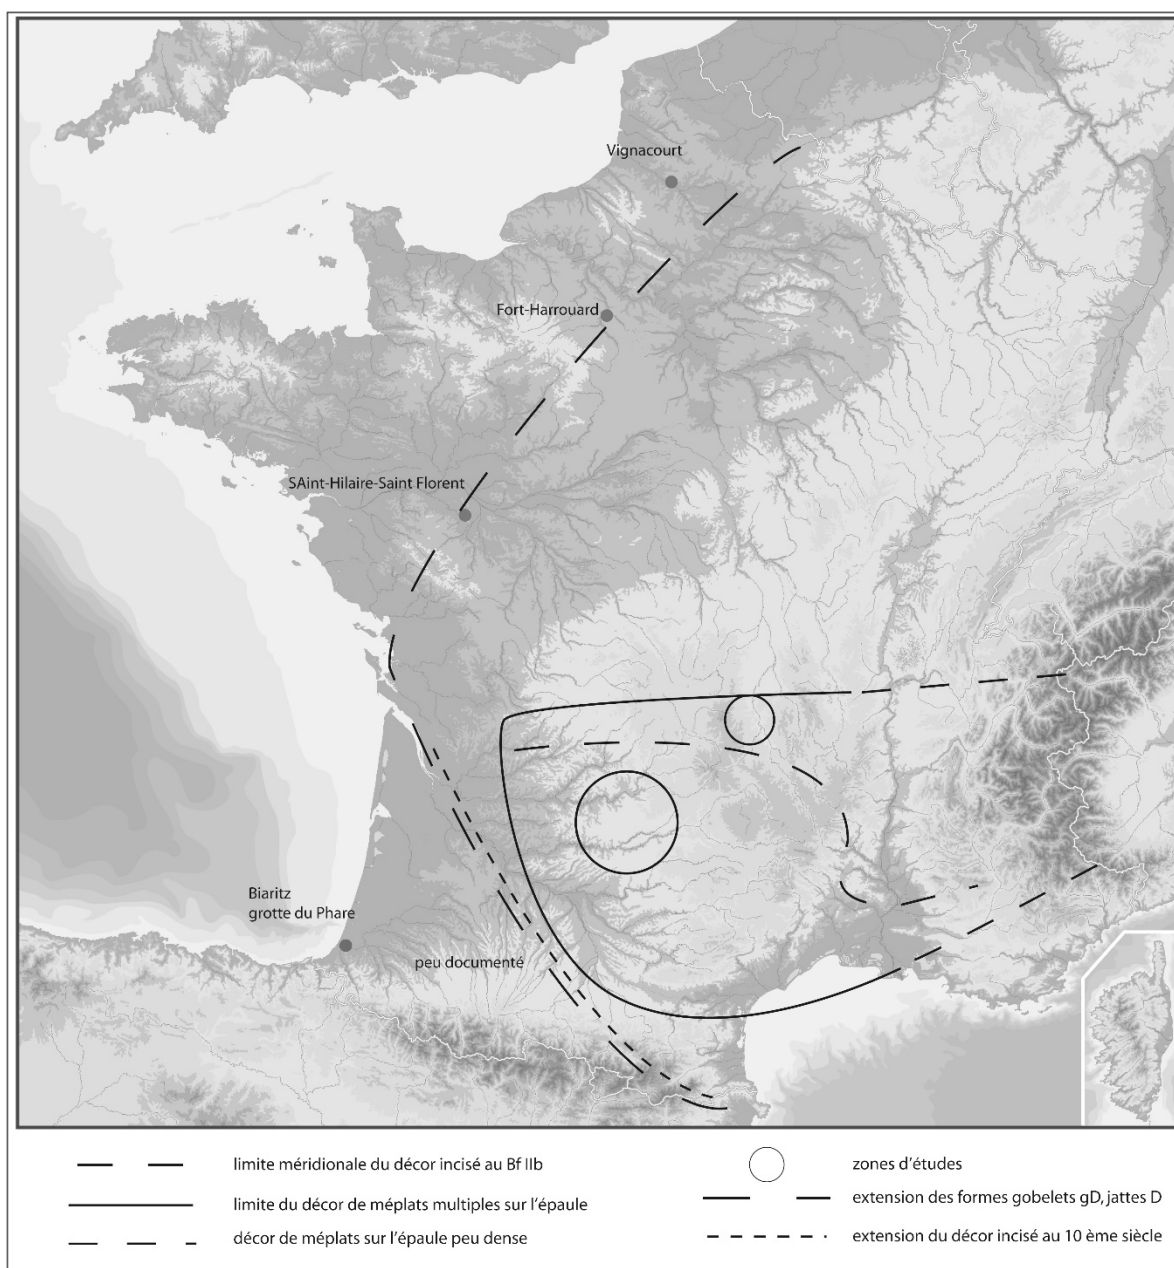 Vignacourt
Fort-Harrouard
SAint-Hilaire-Saint Florent
Biaritz
grotte du Phare
peu documenté
limite méridionale du décor incisé au Bf IIb
limite du décor de méplats multiples sur l'épaule
décor de méplats sur l'épaule peu dense
zones d'études
extension des formes gobelets gD, jattes D
extension du décor incisé au 10 ème siècle